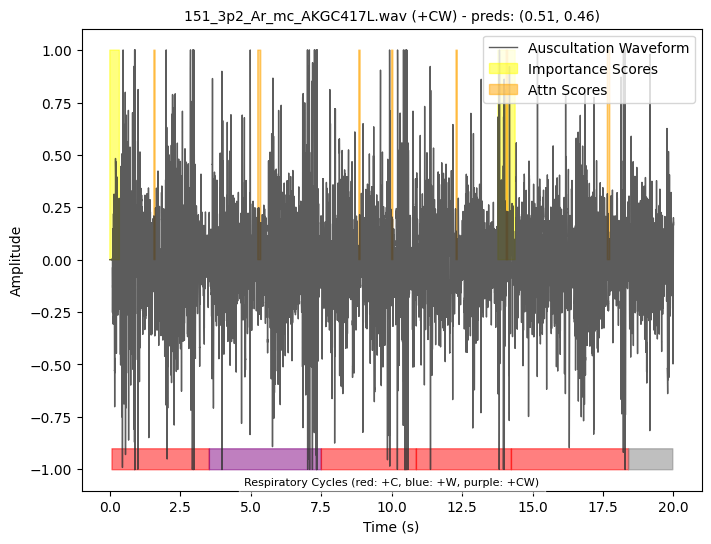 151_3p2_Ar_mc_AKGC417L.wav (+CW) - preds: (0.51, 0.46)
Auscultation Waveform
Importance Scores
Attn Scores
1.00
0.75
0.50
0.25
0.00
−0.25
−0.50
−0.75
−1.00
Amplitude
Respiratory Cycles (red: +C, blue: +W, purple: +CW)
0.0 2.5 5.0 7.5 10.0 12.5 15.0 17.5 20.0
Time (s)